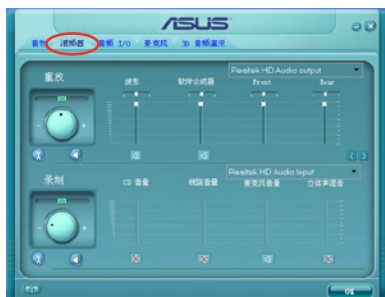 ASUS
音效 混频器 音频 I/O 麦克风 3D 音频演示
Realtek HD Audio output
重放 波形 软件合成器 Front Rear
Realtek HD Audio Input
录制 CD 音量 线路音量 麦克风音量 立体声混音
OK